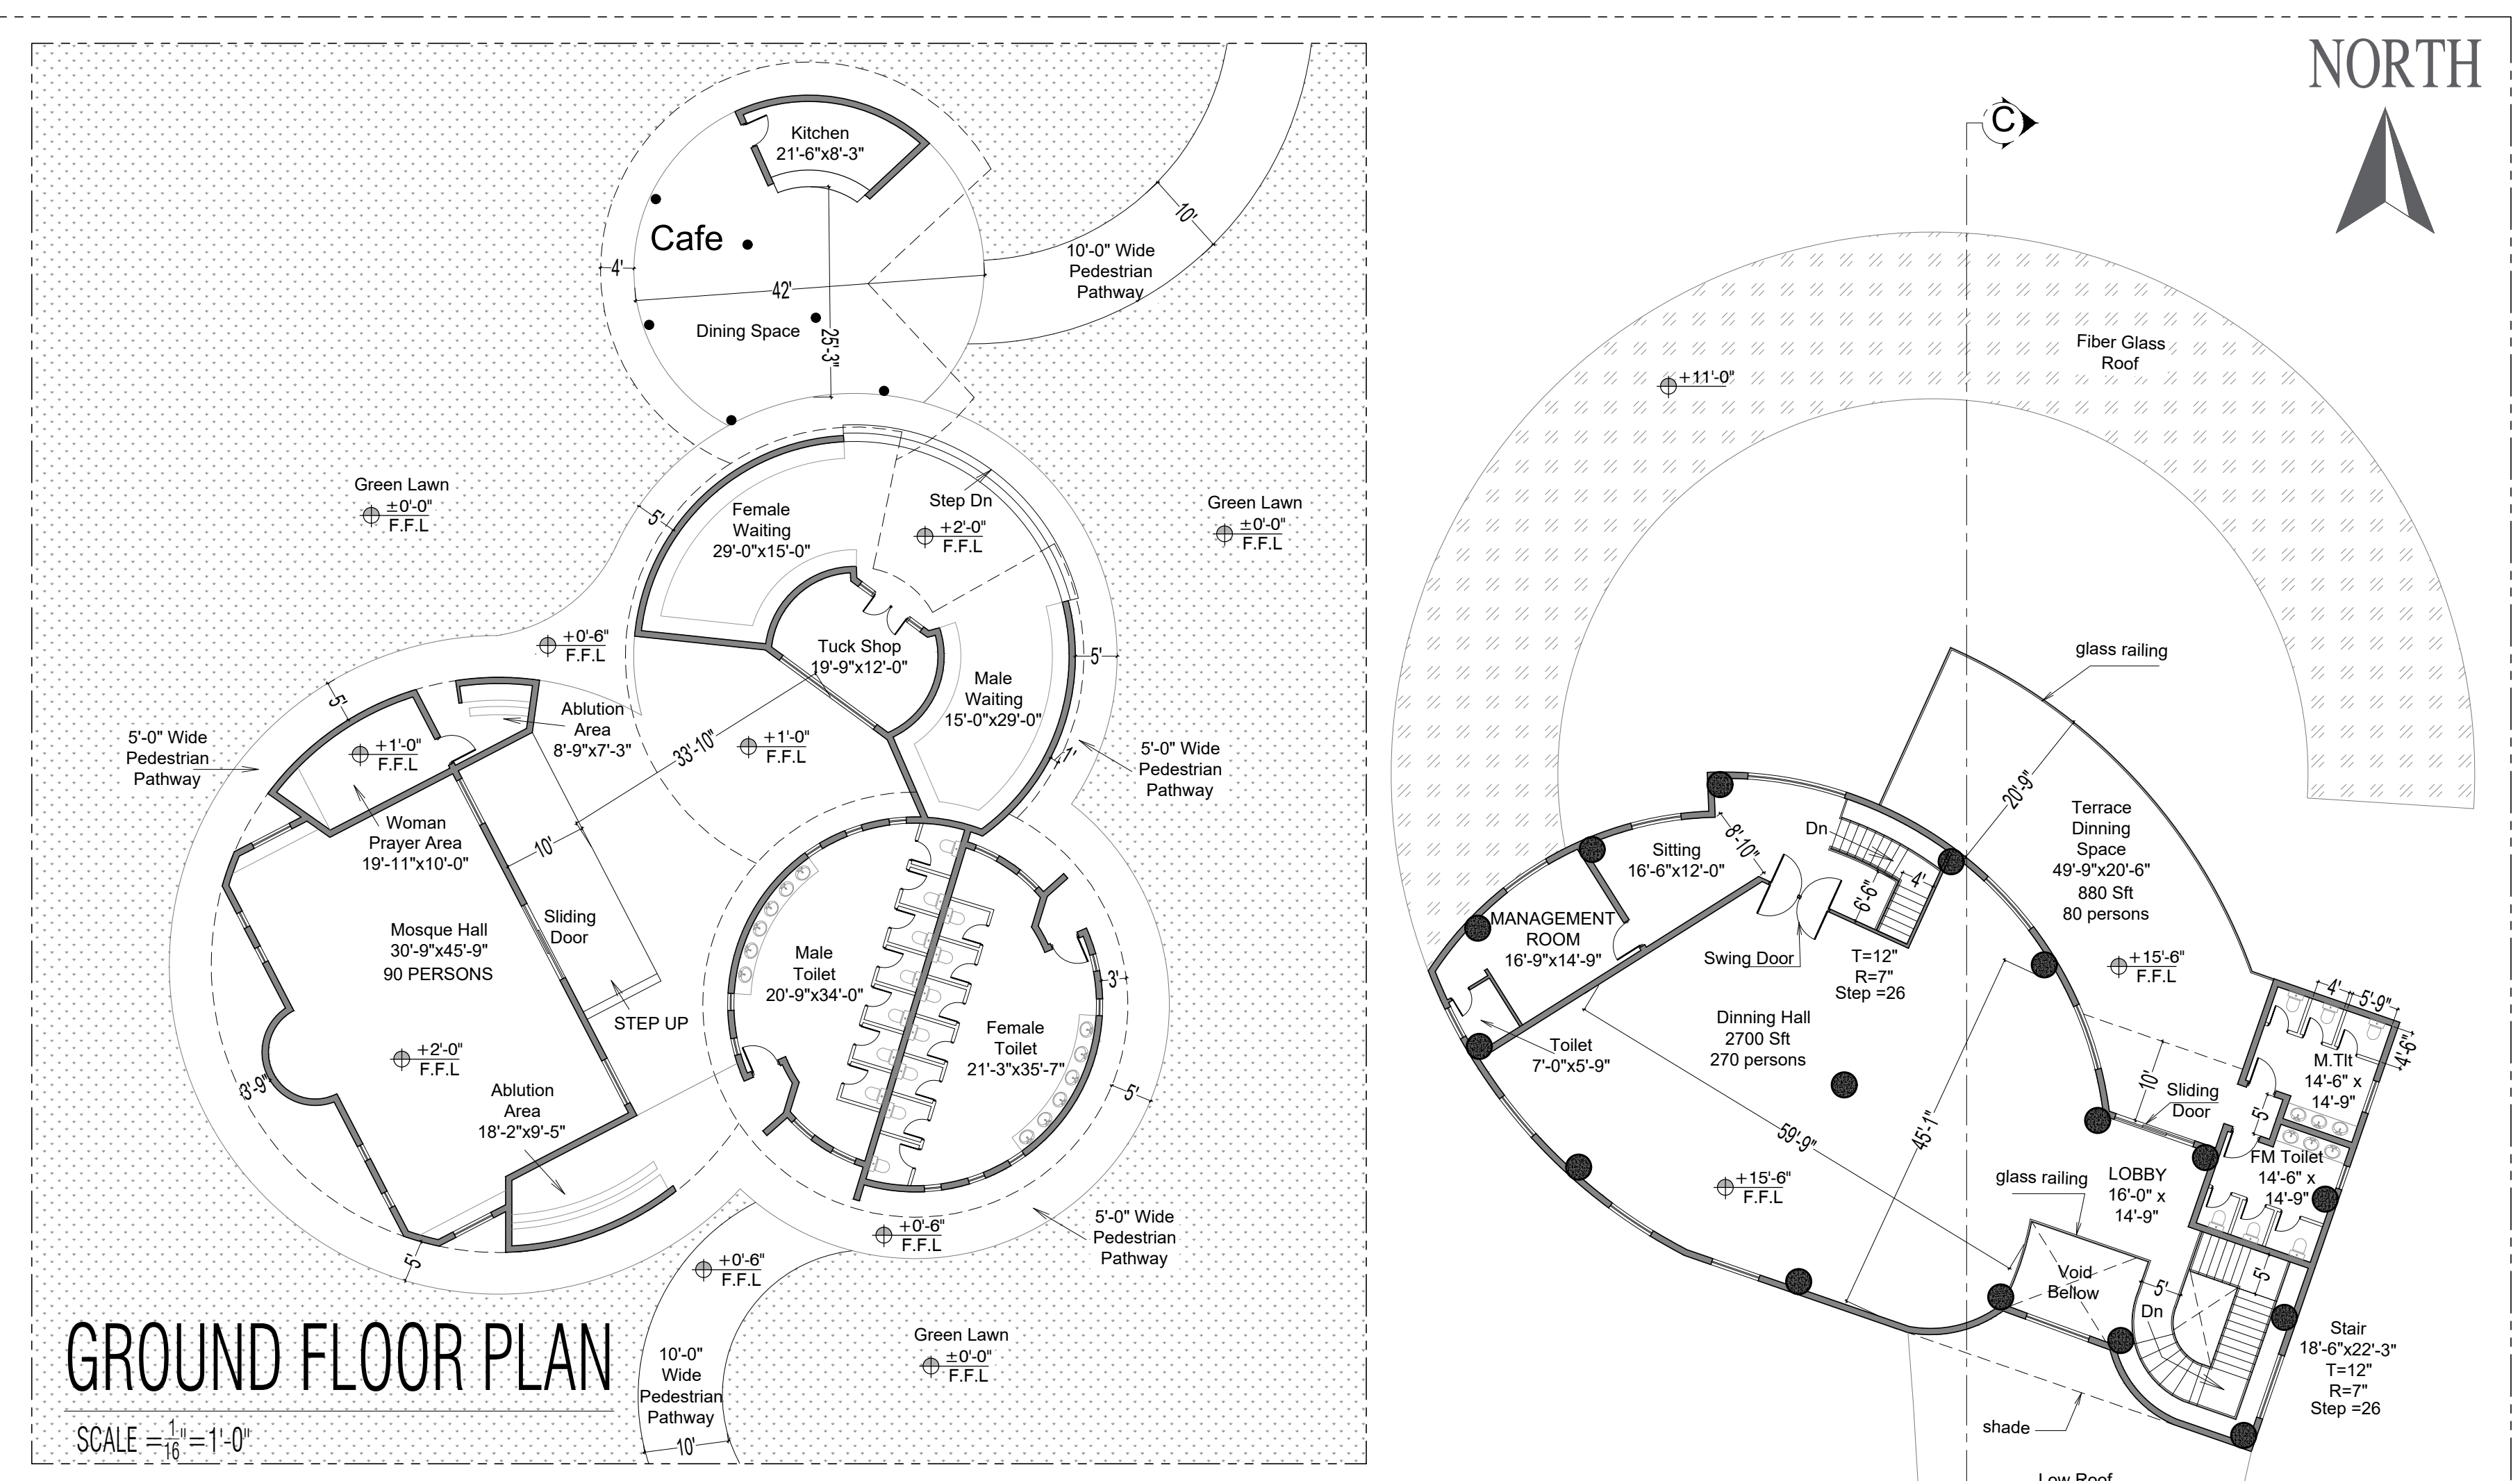 NORTH
C
Kitchen
21'-6"x8'-3"
Cafe
4'
42'
25'-3"
Dining Space
10'
10'-0" Wide
Pedestrian
Pathway
Fiber Glass
Roof
+11'-0"
Green Lawn
±0'-0"
F.F.L
5'
Female
Waiting
29'-0"x15'-0"
Step Dn
+2'-0"
F.F.L
Green Lawn
±0'-0"
F.F.L
+0'-6"
F.F.L
Tuck Shop
19'-9"x12'-0"
Male
Waiting
15'-0"x29'-0"
5'
1'
5'
5'-0" Wide
Pedestrian
Pathway
+1'-0"
F.F.L
Ablution
Area
8'-9"x7'-3"
33'-10"
+1'-0"
F.F.L
5'-0" Wide
Pedestrian
Pathway
Woman
Prayer Area
19'-11"x10'-0"
10'
Mosque Hall
30'-9"x45'-9"
90 PERSONS
Sliding
Door
STEP UP
+2'-0"
F.F.L
3'-9"
Ablution
Area
18'-2"x9'-5"
5'
Male
Toilet
20'-9"x34'-0"
Female
Toilet
21'-3"x35'-7"
3'
5'
+0'-6"
F.F.L
5'-0" Wide
Pedestrian
Pathway
+0'-6"
F.F.L
Green Lawn
±0'-0"
F.F.L
10'-0"
Wide
Pedestrian
Pathway
10'
GROUND FLOOR PLAN
SCALE =1/16"=1'-0"
glass railing
20'-9"
Terrace
Dinning
Space
49'-9"x20'-6"
880 Sft
80 persons
+15'-6"
F.F.L
Dn
8'-10"
Sitting
16'-6"x12'-0"
6'-6"
4'
MANAGEMENT
ROOM
16'-9"x14'-9"
Swing Door
T=12"
R=7"
Step =26
Toilet
7'-0"x5'-9"
Dinning Hall
2700 Sft
270 persons
59'-9"
45'-1"
+15'-6"
F.F.L
4'
5'-9"
4'-6"
M.Tlt
14'-6" x
14'-9"
10'
Sliding
Door
5'
FM Toilet
14'-6" x
14'-9"
glass railing
LOBBY
16'-0" x
14'-9"
Void
Bellow
5'
5'
Dn
Stair
18'-6"x22'-3"
T=12"
R=7"
Step =26
shade
Low Roof